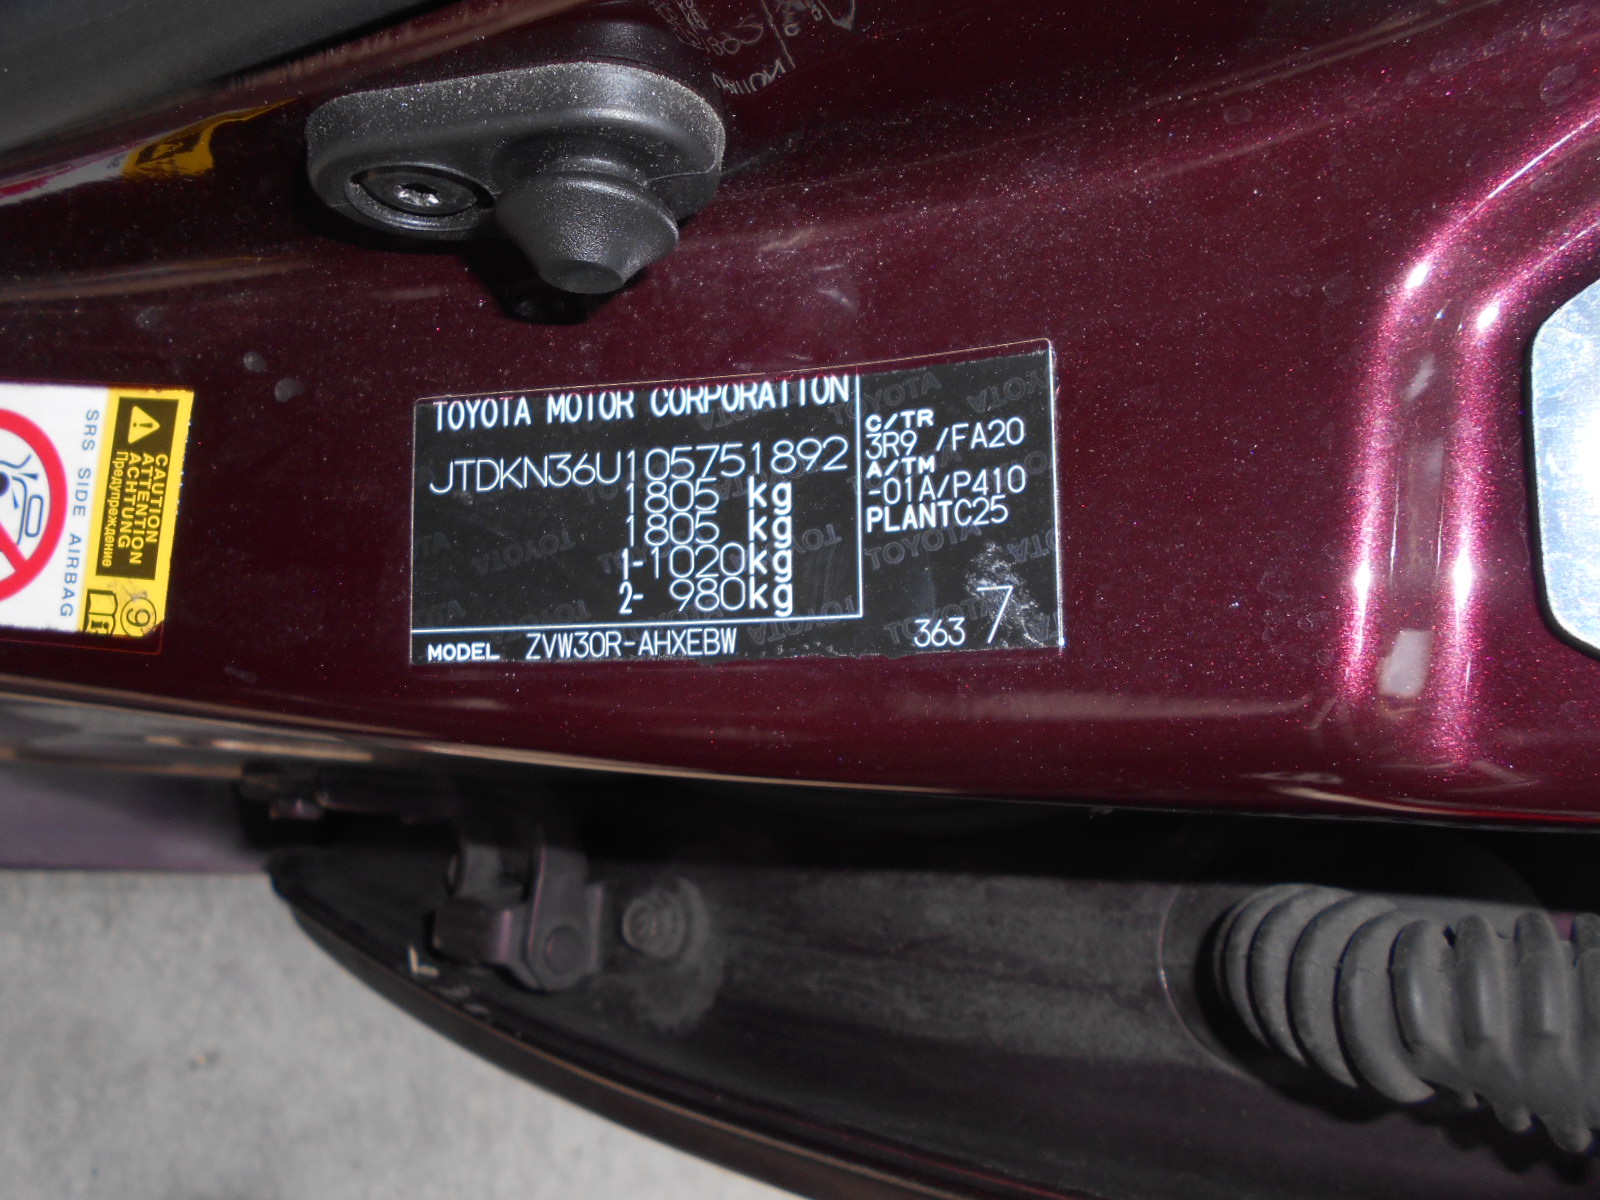 TOYOTA MOTOR CORPORATION
JTDKN36U105751892
1805 kg
1805 kg
1-1020kg
2- 980kg
MODEL ZVW30R-AHXEBW
C/TR
3R9 /FA20
A/TM
-01A/P410
PLANTC25
363 7
CAUTION
ATTENTION
ACHTUNG
Предупреждение
SRS SIDE AIRBAG